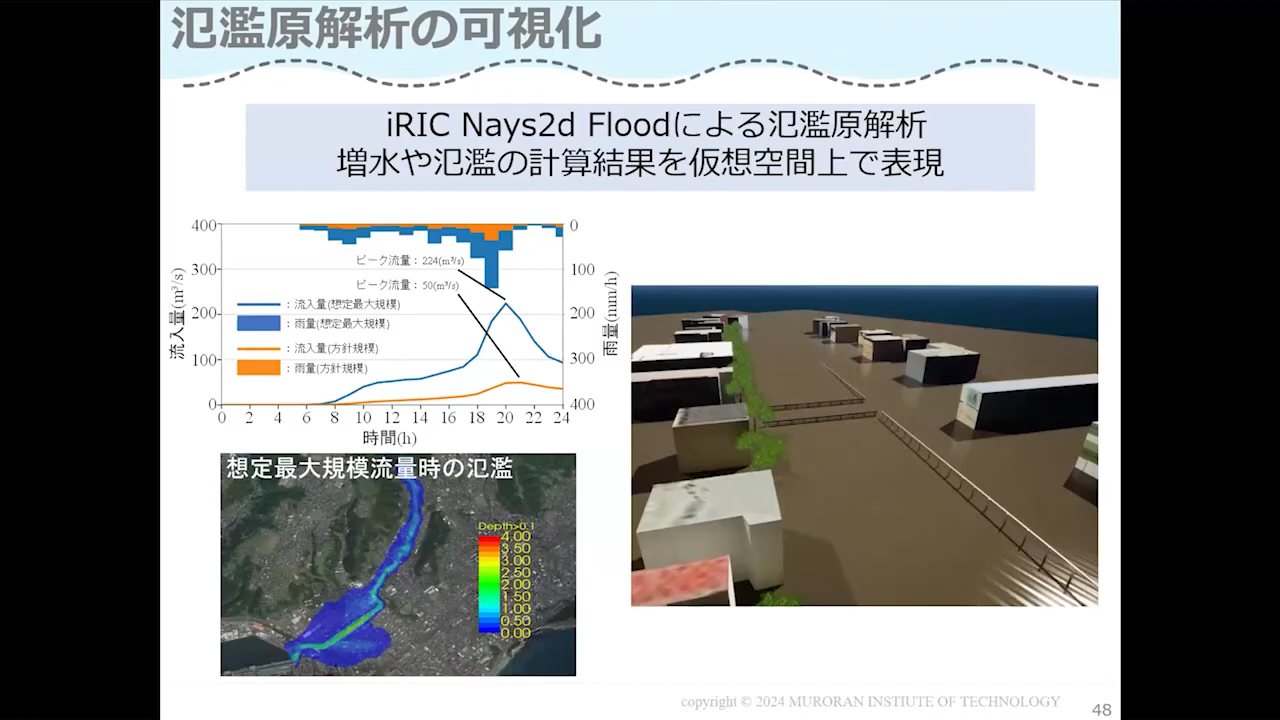 氾濫原解析の可視化
iRIC Nays2d Floodによる氾濫原解析
増水や氾濫の計算結果を仮想空間上で表現
400
300
200
100
0
0
100
200
300
400
流入量(m³/s)
雨量(mm/h)
ピーク流量：224(m³/s)
ピーク流量：50(m³/s)
：流入量(想定最大規模)
：雨量(想定最大規模)
：流入量(方針規模)
：雨量(方針規模)
0 2 4 6 8 10 12 14 16 18 20 22 24
時間(h)
想定最大規模流量時の氾濫
Depth>0.1
4.00
3.50
3.00
2.50
2.00
1.50
1.00
0.50
0.00
copyright © 2024 MURORAN INSTIUTE OF TECHNOLOGY
48